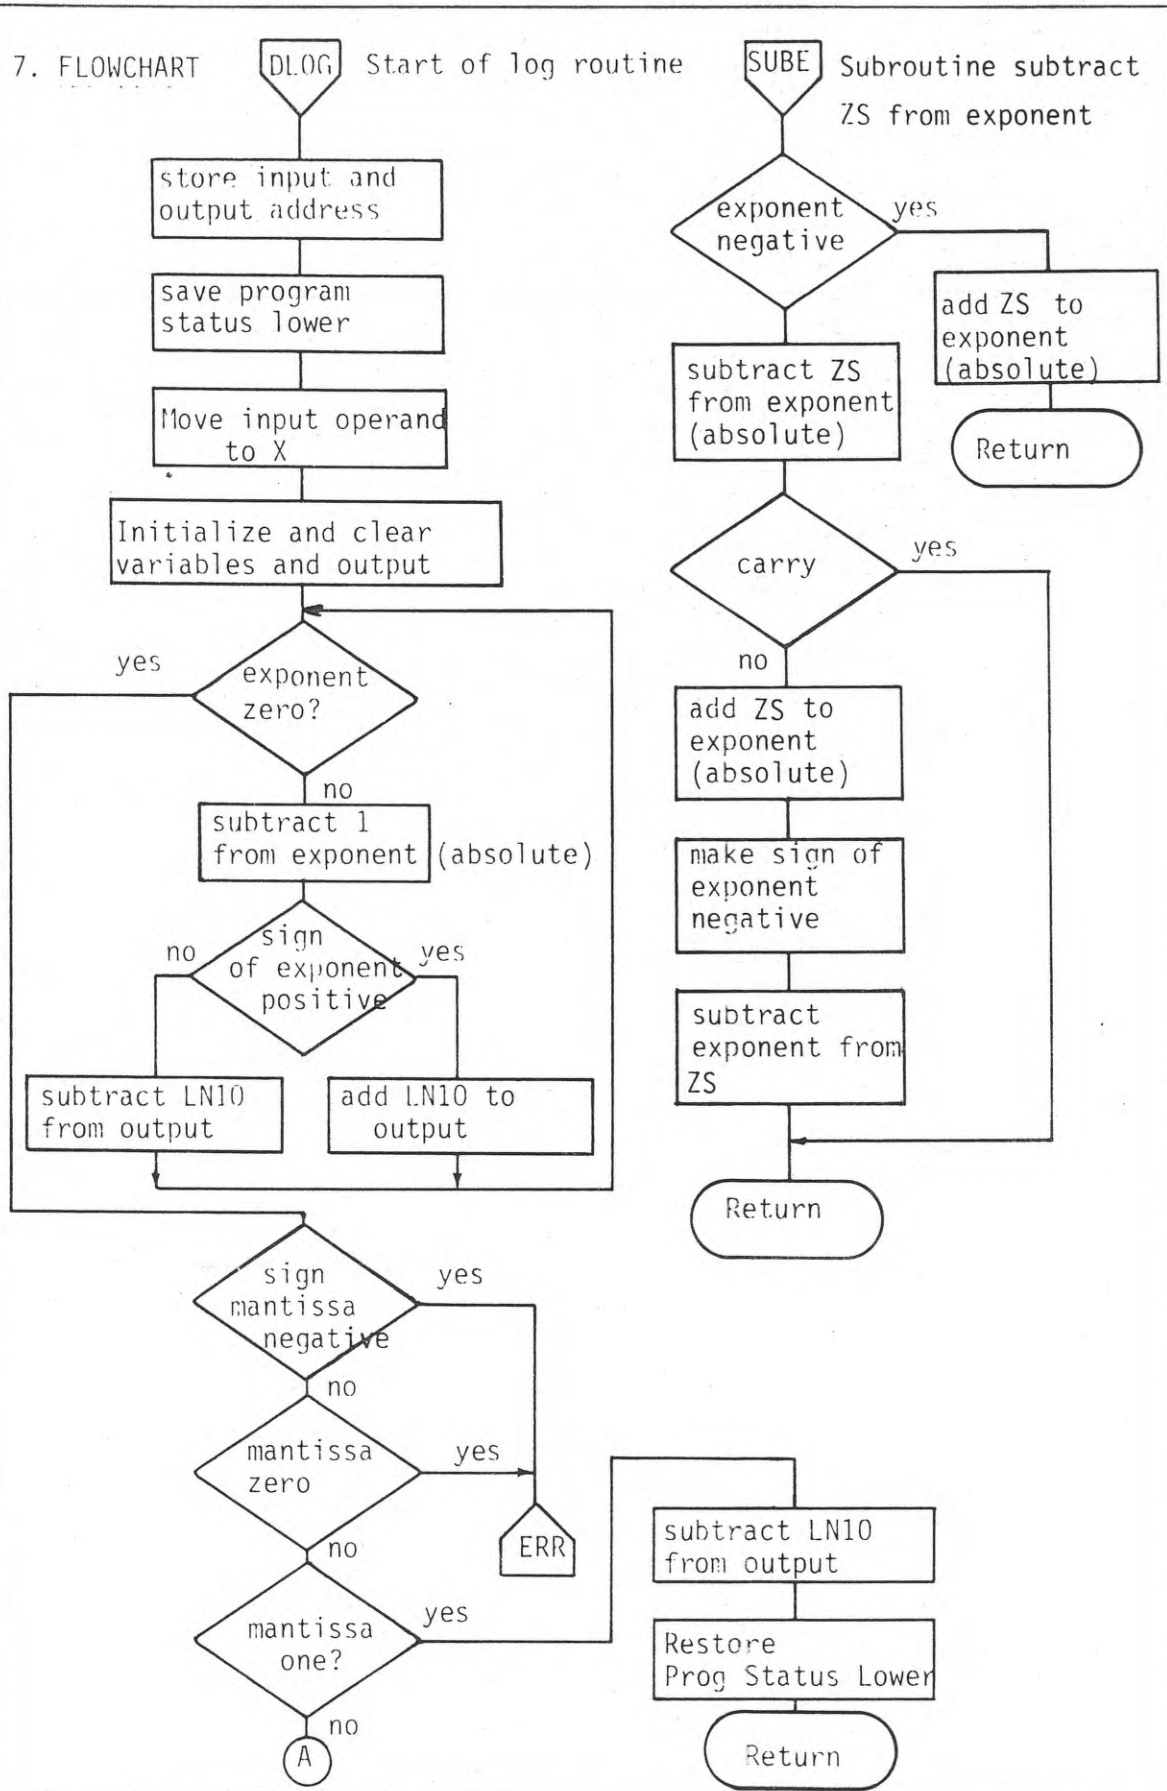 7. FLOWCHART
DLOG
Start of log routine
store input and
output address
save program
status lower
Move input operand
to X
Initialize and clear
variables and output
exponent
zero?
yes
no
subtract 1
from exponent (absolute)
sign
of exponent
positive
no
yes
subtract LN10
from output
add LN10 to
output
sign
mantissa
negative
yes
no
mantissa
zero
yes
ERR
no
mantissa
one?
yes
no
A
subtract LN10
from output
Restore
Prog Status Lower
Return
SUBE
Subroutine subtract
ZS from exponent
exponent
negative
yes
add ZS to
exponent
(absolute)
Return
subtract ZS
from exponent
(absolute)
carry
yes
no
add ZS to
exponent
(absolute)
make sign of
exponent
negative
subtract
exponent from
ZS
Return